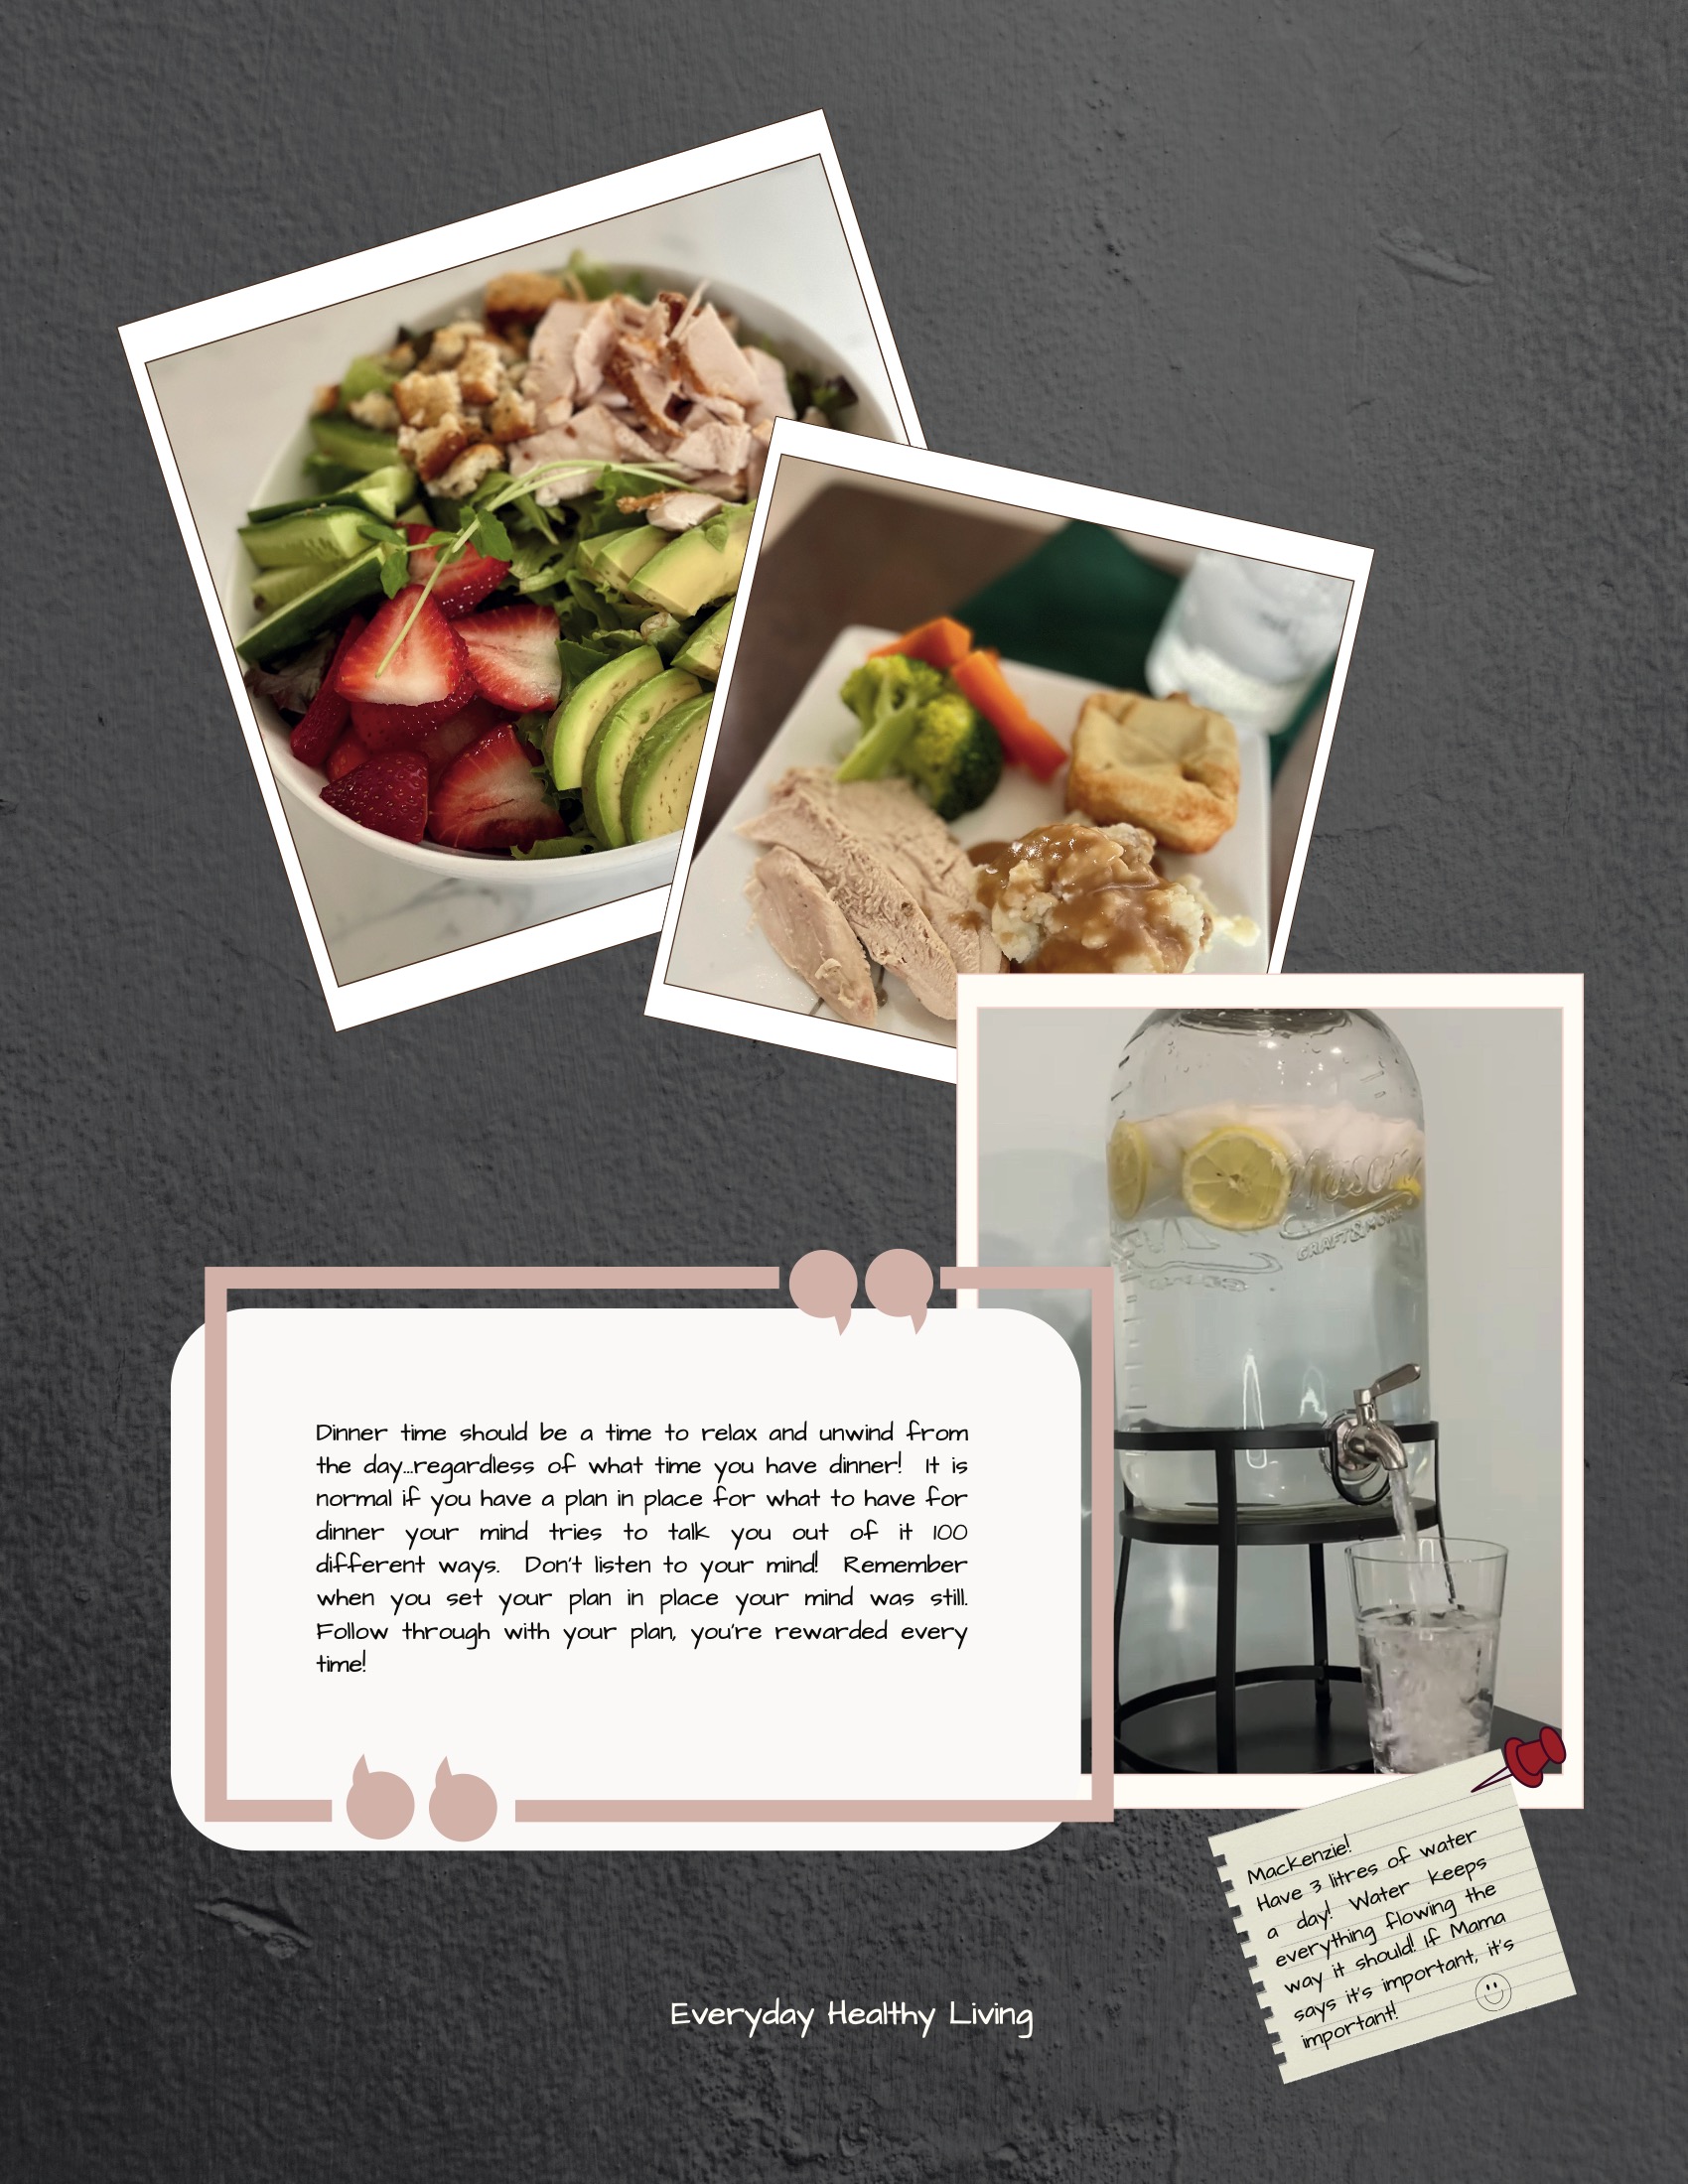 Mason
CRAFT & MORE
Dinner time should be a time to relax and unwind from
the day...regardless of what time you have dinner! It is
normal if you have a plan in place for what to have for
dinner your mind tries to talk you out of it 100
different ways. Don't listen to your mind! Remember
when you set your plan in place your mind was still.
Follow through with your plan, you're rewarded every
time!
Mackenzie!
Have 3 litres of water
a day! Water keeps
everything flowing the
way it should! If Mama
says it's important, it's
important!
Everyday Healthy Living